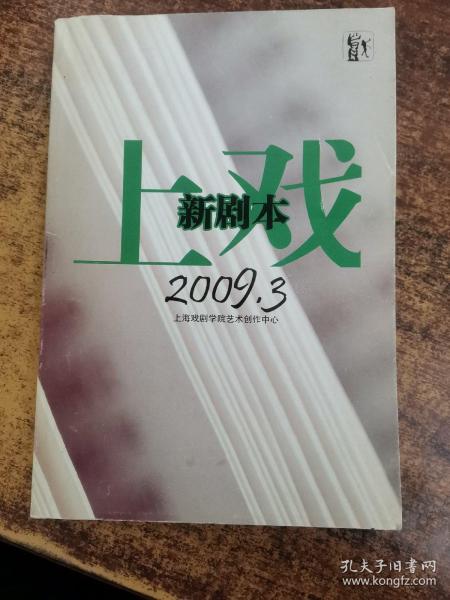 戲
上戏
新剧本
2009.3
上海戏剧学院艺术创作中心
孔夫子旧书网
www.kongfz.com